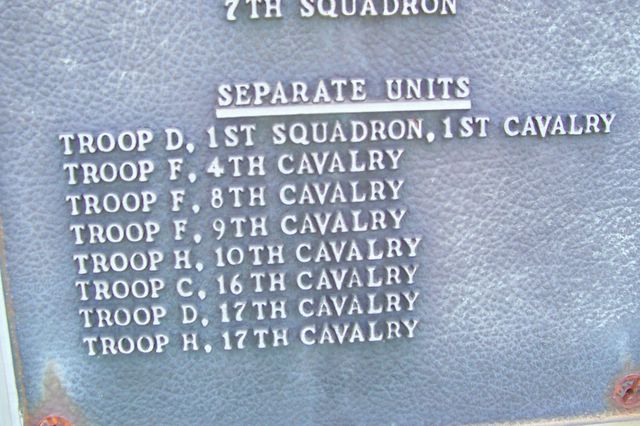 7TH SQUADRON
SEPARATE UNITS
TROOP D, 1ST SQUADRON, 1ST CAVALRY
TROOP F, 4TH CAVALRY
TROOP F, 8TH CAVALRY
TROOP F, 9TH CAVALRY
TROOP H, 10TH CAVALRY
TROOP C, 16TH CAVALRY
TROOP D, 17TH CAVALRY
TROOP H, 17TH CAVALRY